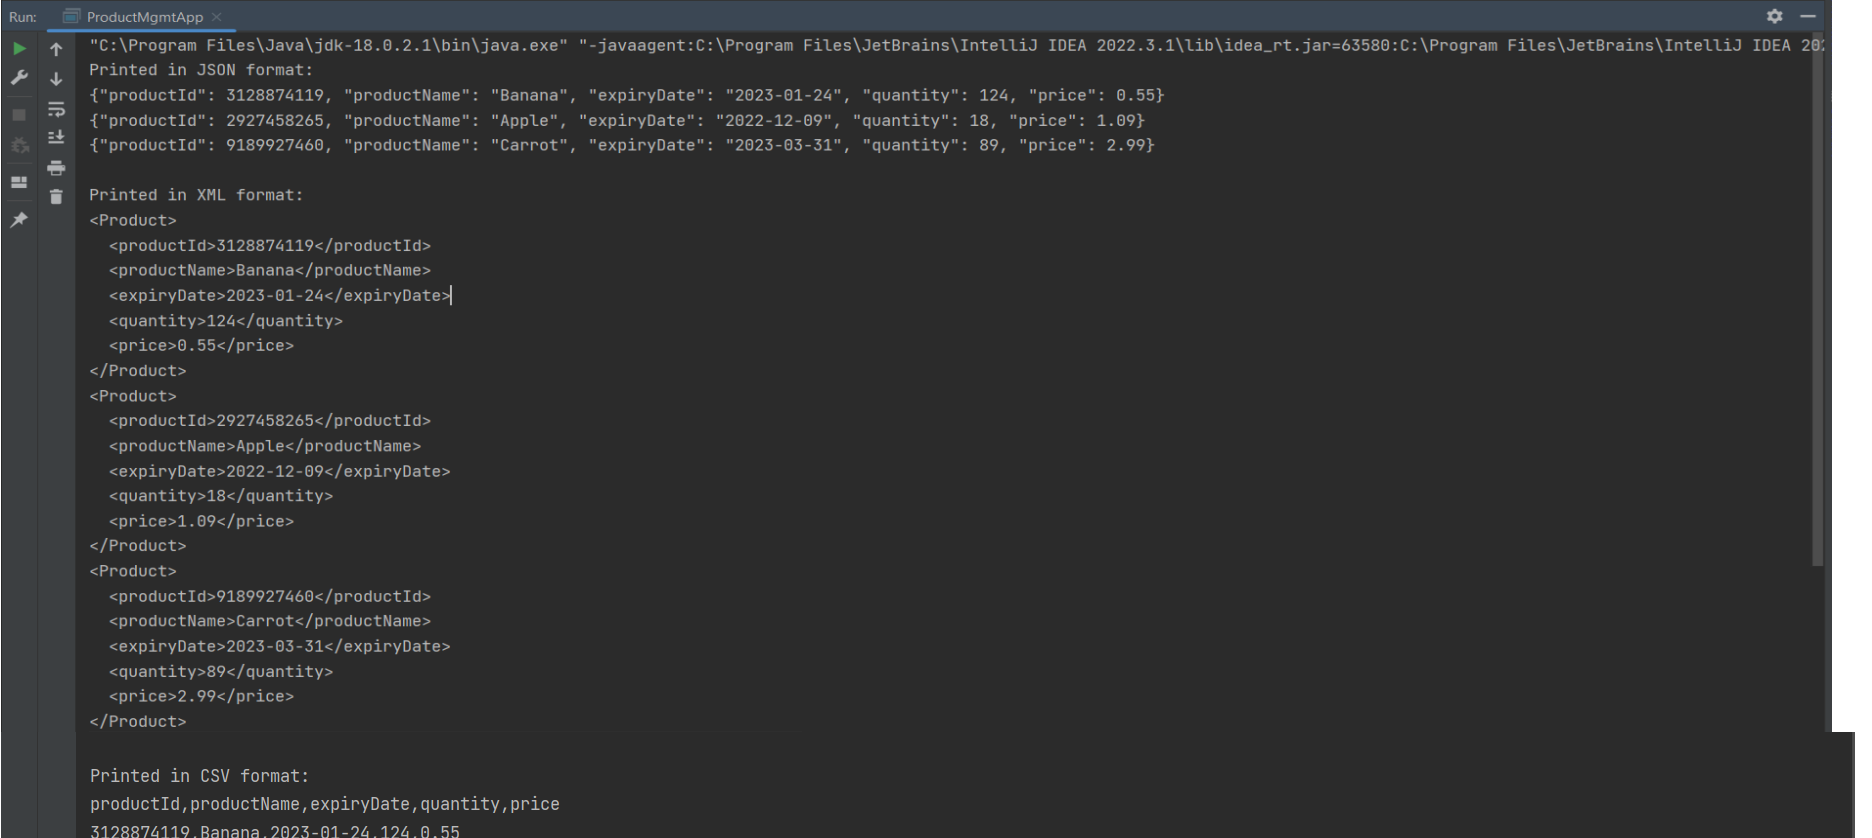 Run: ProductMgmtApp
"C:\Program Files\Java\jdk-18.0.2.1\bin\java.exe" "-javaagent:C:\Program Files\JetBrains\IntelliJ IDEA 2022.3.1\lib\idea_rt.jar=63580:C:\Program Files\JetBrains\IntelliJ IDEA 202
Printed in JSON format:
{"productId": 3128874119, "productName": "Banana", "expiryDate": "2023-01-24", "quantity": 124, "price": 0.55}
{"productId": 2927458265, "productName": "Apple", "expiryDate": "2022-12-09", "quantity": 18, "price": 1.09}
{"productId": 9189927460, "productName": "Carrot", "expiryDate": "2023-03-31", "quantity": 89, "price": 2.99}
Printed in XML format:
<Product>
<productId>3128874119</productId>
<productName>Banana</productName>
<expiryDate>2023-01-24</expiryDate>
<quantity>124</quantity>
<price>0.55</price>
</Product>
<Product>
<productId>2927458265</productId>
<productName>Apple</productName>
<expiryDate>2022-12-09</expiryDate>
<quantity>18</quantity>
<price>1.09</price>
</Product>
<Product>
<productId>9189927460</productId>
<productName>Carrot</productName>
<expiryDate>2023-03-31</expiryDate>
<quantity>89</quantity>
<price>2.99</price>
</Product>
Printed in CSV format:
productId,productName,expiryDate,quantity,price
3128874119,Banana,2023-01-24,124,0.55